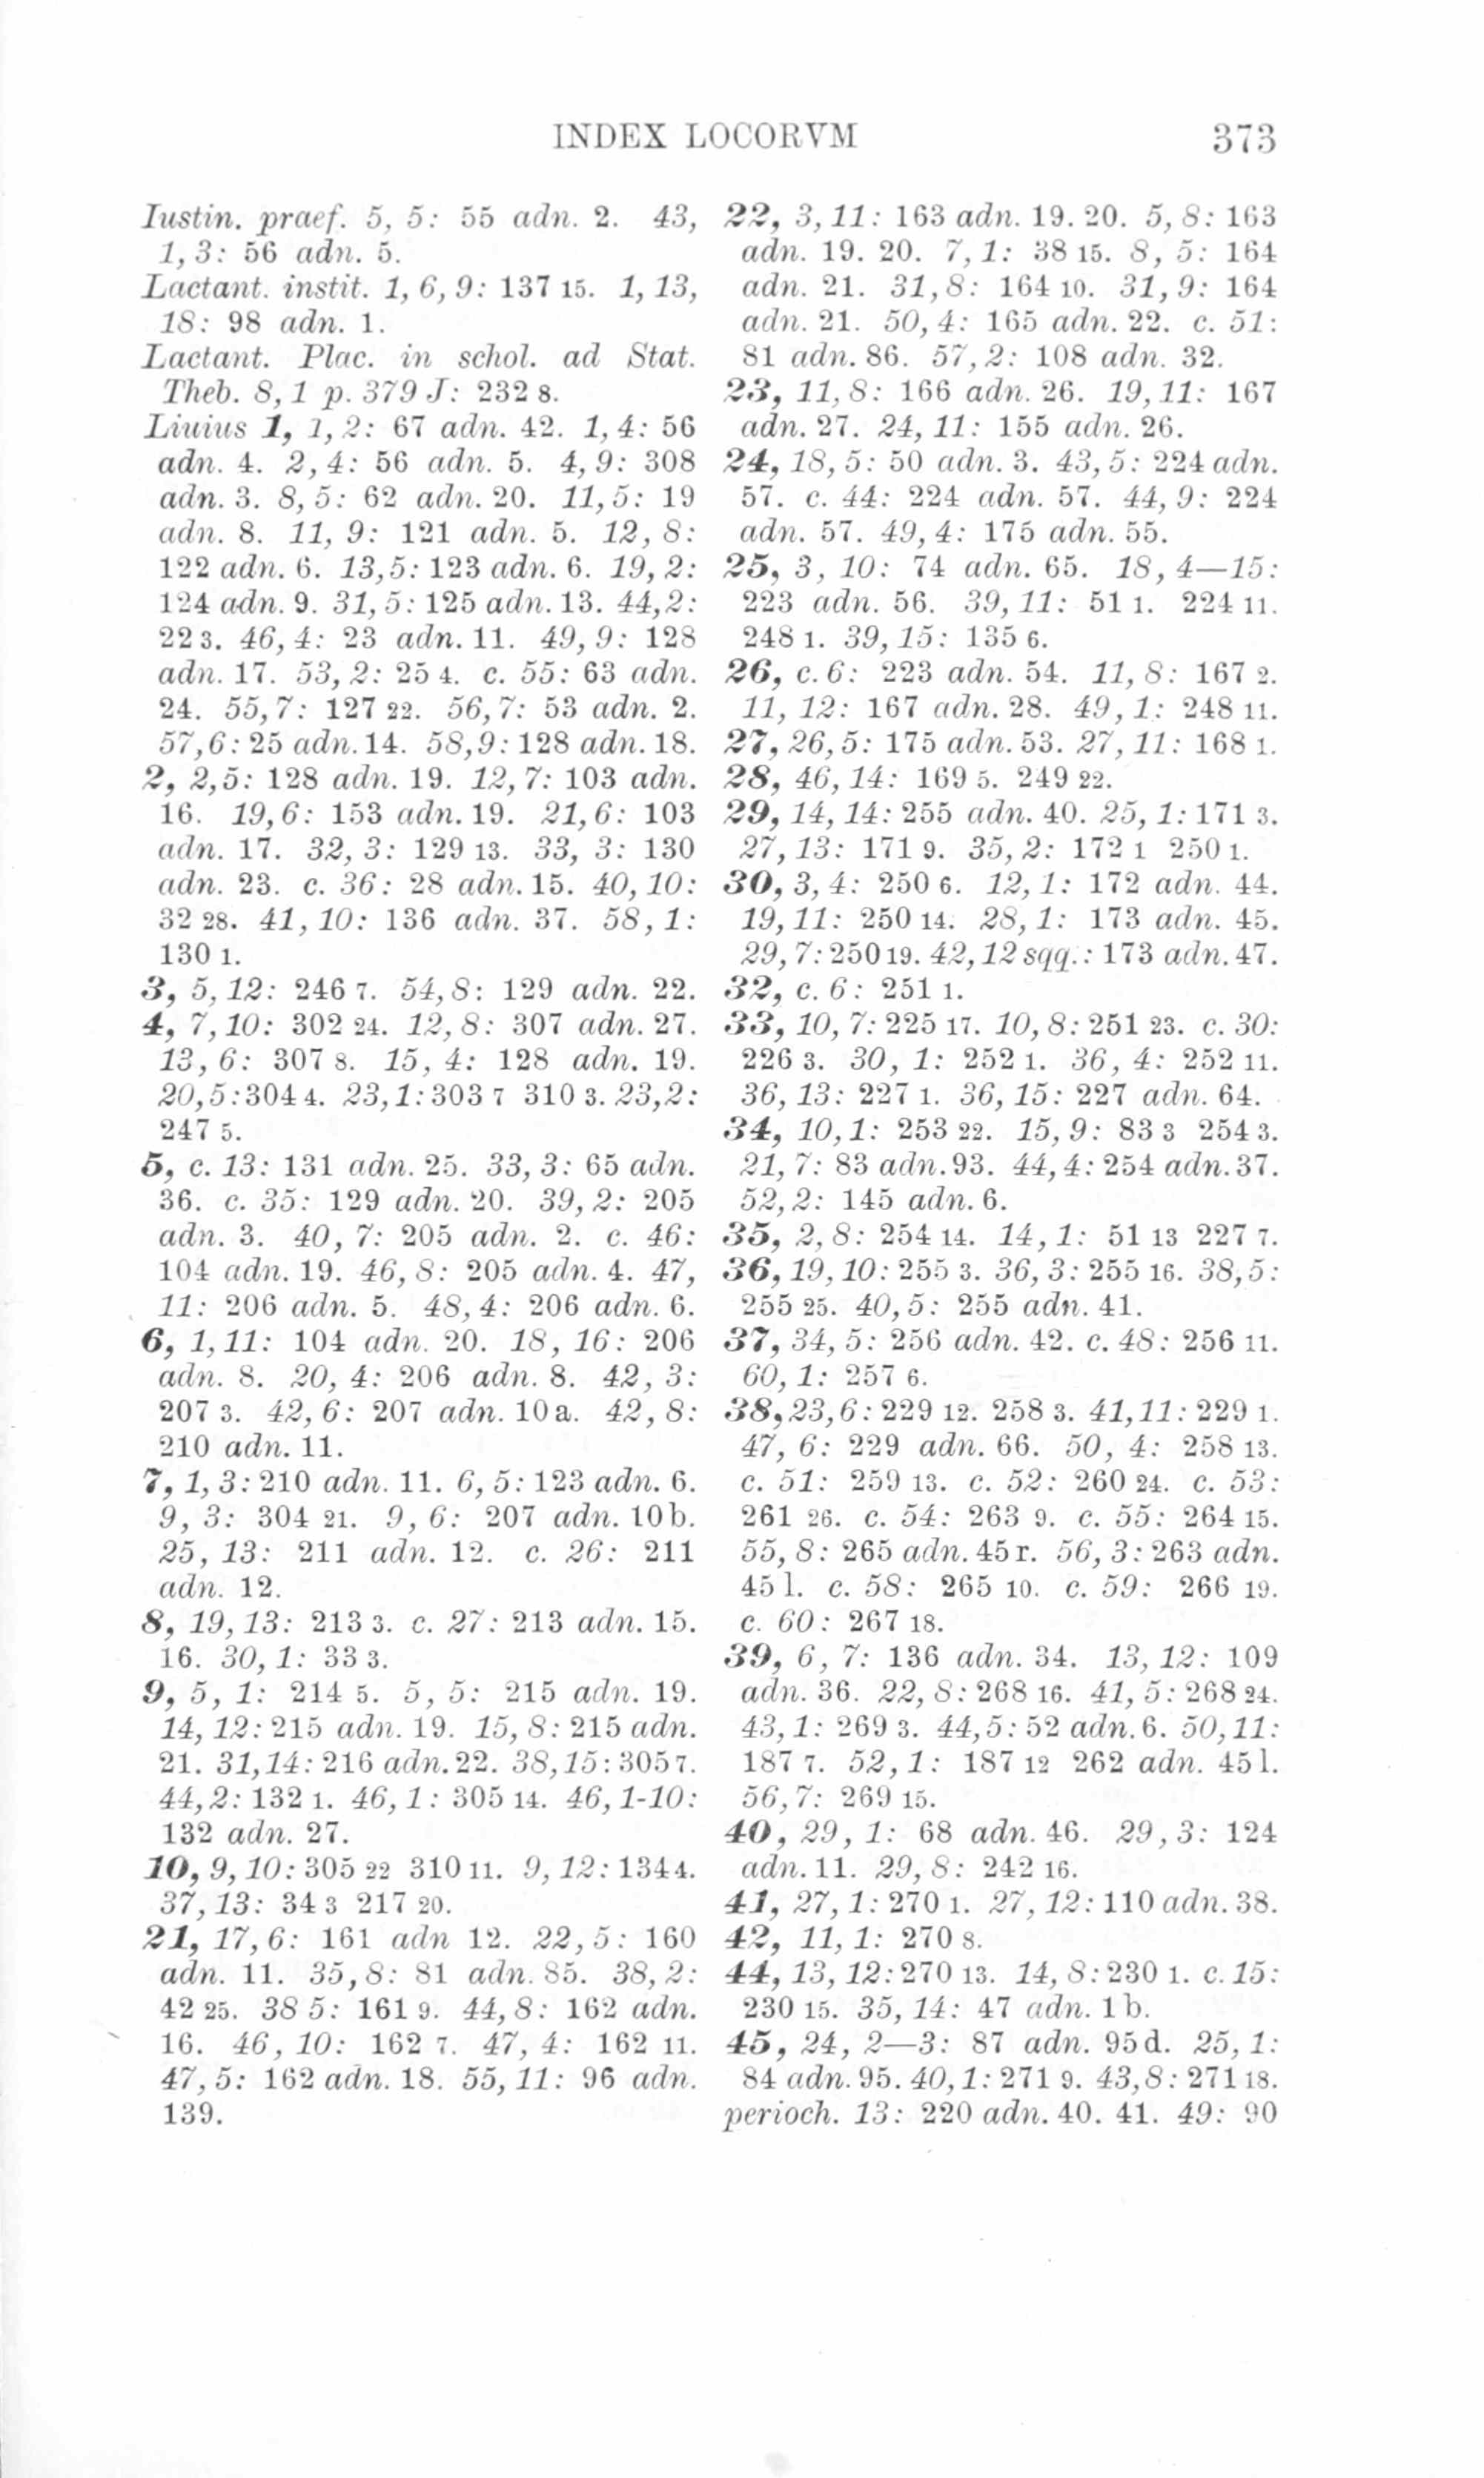 INDEX LOCORVM 373
Iustin. praef. 5, 5: 55 adn. 2. 43,
1, 3: 56 adn. 5.
Lactant. instit. 1, 6, 9: 137 15. 1, 13,
18: 98 adn. 1.
Lactant. Plac. in schol. ad Stat.
Theb. 8, 1 p. 379 J: 232 8.
Liuius 1, 1, 2: 67 adn. 42. 1, 4: 56
adn. 4. 2, 4: 56 adn. 5. 4, 9: 308
adn. 3. 8, 5: 62 adn. 20. 11, 5: 19
adn. 8. 11, 9: 121 adn. 5. 12, 8:
122 adn. 6. 13,5: 123 adn. 6. 19, 2:
124 adn. 9. 31, 5: 125 adn. 13. 44,2:
22 3. 46, 4: 23 adn. 11. 49, 9: 128
adn. 17. 53, 2: 25 4. c. 55: 63 adn.
24. 55, 7: 127 22. 56, 7: 53 adn. 2.
57,6: 25 adn. 14. 58,9: 128 adn. 18.
2, 2,5: 128 adn. 19. 12, 7: 103 adn.
16. 19, 6: 153 adn. 19. 21, 6: 103
adn. 17. 32, 3: 129 13. 33, 3: 130
adn. 23. c. 36: 28 adn. 15. 40, 10:
32 28. 41, 10: 136 adn. 37. 58, 1:
130 1.
3, 5, 12: 246 7. 54, 8: 129 adn. 22.
4, 7, 10: 302 24. 12, 8: 307 adn. 27.
13, 6: 307 8. 15, 4: 128 adn. 19.
20,5:304 4. 23,1:303 7 310 3. 23,2:
247 5.
5, c. 13: 131 adn. 25. 33, 3: 65 adn.
36. c. 35: 129 adn. 20. 39, 2: 205
adn. 3. 40, 7: 205 adn. 2. c. 46:
104 adn. 19. 46, 8: 205 adn. 4. 47,
11: 206 adn. 5. 48, 4: 206 adn. 6.
6, 1, 11: 104 adn. 20. 18, 16: 206
adn. 8. 20, 4: 206 adn. 8. 42, 3:
207 3. 42, 6: 207 adn. 10 a. 42, 8:
210 adn. 11.
7, 1, 3: 210 adn. 11. 6, 5: 123 adn. 6.
9, 3: 304 21. 9, 6: 207 adn. 10 b.
25, 13: 211 adn. 12. c. 26: 211
adn. 12.
8, 19, 13: 213 3. c. 27: 213 adn. 15.
16. 30, 1: 33 3.
9, 5, 1: 214 5. 5, 5: 215 adn. 19.
14, 12: 215 adn. 19. 15, 8: 215 adn.
21. 31,14: 216 adn. 22. 38,15: 305 7.
44, 2: 132 1. 46, 1: 305 14. 46, 1-10:
132 adn. 27.
10, 9, 10: 305 22 310 11. 9, 12: 134 4.
37, 13: 34 3 217 20.
21, 17, 6: 161 adn 12. 22, 5: 160
adn. 11. 35, 8: 81 adn. 85. 38, 2:
42 25. 38 5: 161 9. 44, 8: 162 adn.
16. 46, 10: 162 7. 47, 4: 162 11.
47, 5: 162 adn. 18. 55, 11: 96 adn.
139.
22, 3, 11: 163 adn. 19. 20. 5, 8: 163
adn. 19. 20. 7, 1: 38 15. 8, 5: 164
adn. 21. 31, 8: 164 10. 31, 9: 164
adn. 21. 50, 4: 165 adn. 22. c. 51:
81 adn. 86. 57, 2: 108 adn. 32.
23, 11, 8: 166 adn. 26. 19, 11: 167
adn. 27. 24, 11: 155 adn. 26.
24, 18, 5: 50 adn. 3. 43, 5: 224 adn.
57. c. 44: 224 adn. 57. 44, 9: 224
adn. 57. 49, 4: 175 adn. 55.
25, 3, 10: 74 adn. 65. 18, 4—15:
223 adn. 56. 39, 11: 51 1. 224 11.
248 1. 39, 15: 135 6.
26, c. 6: 223 adn. 54. 11, 8: 167 2.
11, 12: 167 adn. 28. 49, 1: 248 11.
27, 26, 5: 175 adn. 53. 27, 11: 168 1.
28, 46, 14: 169 5. 249 22.
29, 14, 14: 255 adn. 40. 25, 1: 171 3.
27, 13: 171 9. 35, 2: 172 1 250 1.
30, 3, 4: 250 6. 12, 1: 172 adn. 44.
19, 11: 250 14. 28, 1: 173 adn. 45.
29, 7: 250 19. 42, 12 sqq.: 173 adn. 47.
32, c. 6: 251 1.
33, 10, 7: 225 17. 10, 8: 251 23. c. 30:
226 3. 30, 1: 252 1. 36, 4: 252 11.
36, 13: 227 1. 36, 15: 227 adn. 64.
34, 10, 1: 253 22. 15, 9: 83 3 254 3.
21, 7: 83 adn. 93. 44, 4: 254 adn. 37.
52, 2: 145 adn. 6.
35, 2, 8: 254 14. 14, 1: 51 13 227 7.
36, 19, 10: 255 3. 36, 3: 255 16. 38, 5:
255 25. 40, 5: 255 adn. 41.
37, 34, 5: 256 adn. 42. c. 48: 256 11.
60, 1: 257 6.
38, 23, 6: 229 12. 258 3. 41, 11: 229 1.
47, 6: 229 adn. 66. 50, 4: 258 13.
c. 51: 259 13. c. 52: 260 24. c. 53:
261 26. c. 54: 263 9. c. 55: 264 15.
55, 8: 265 adn. 45 r. 56, 3: 263 adn.
45 l. c. 58: 265 10. c. 59: 266 19.
c. 60: 267 18.
39, 6, 7: 136 adn. 34. 13, 12: 109
adn. 36. 22, 8: 268 16. 41, 5: 268 24.
43, 1: 269 3. 44, 5: 52 adn. 6. 50, 11:
187 7. 52, 1: 187 12 262 adn. 45 l.
56, 7: 269 15.
40, 29, 1: 68 adn. 46. 29, 3: 124
adn. 11. 29, 8: 242 16.
41, 27, 1: 270 1. 27, 12: 110 adn. 38.
42, 11, 1: 270 8.
44, 13, 12: 270 13. 14, 8: 230 1. c. 15:
230 15. 35, 14: 47 adn. 1 b.
45, 24, 2—3: 87 adn. 95 d. 25, 1:
84 adn. 95. 40, 1: 271 9. 43, 8: 271 18.
perioch. 13: 220 adn. 40. 41. 49: 90